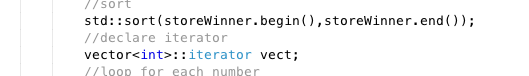 //sort
std::sort(storeWinner.begin(),storeWinner.end());
//declare iterator
vector<int>::iterator vect;
//loop for each number